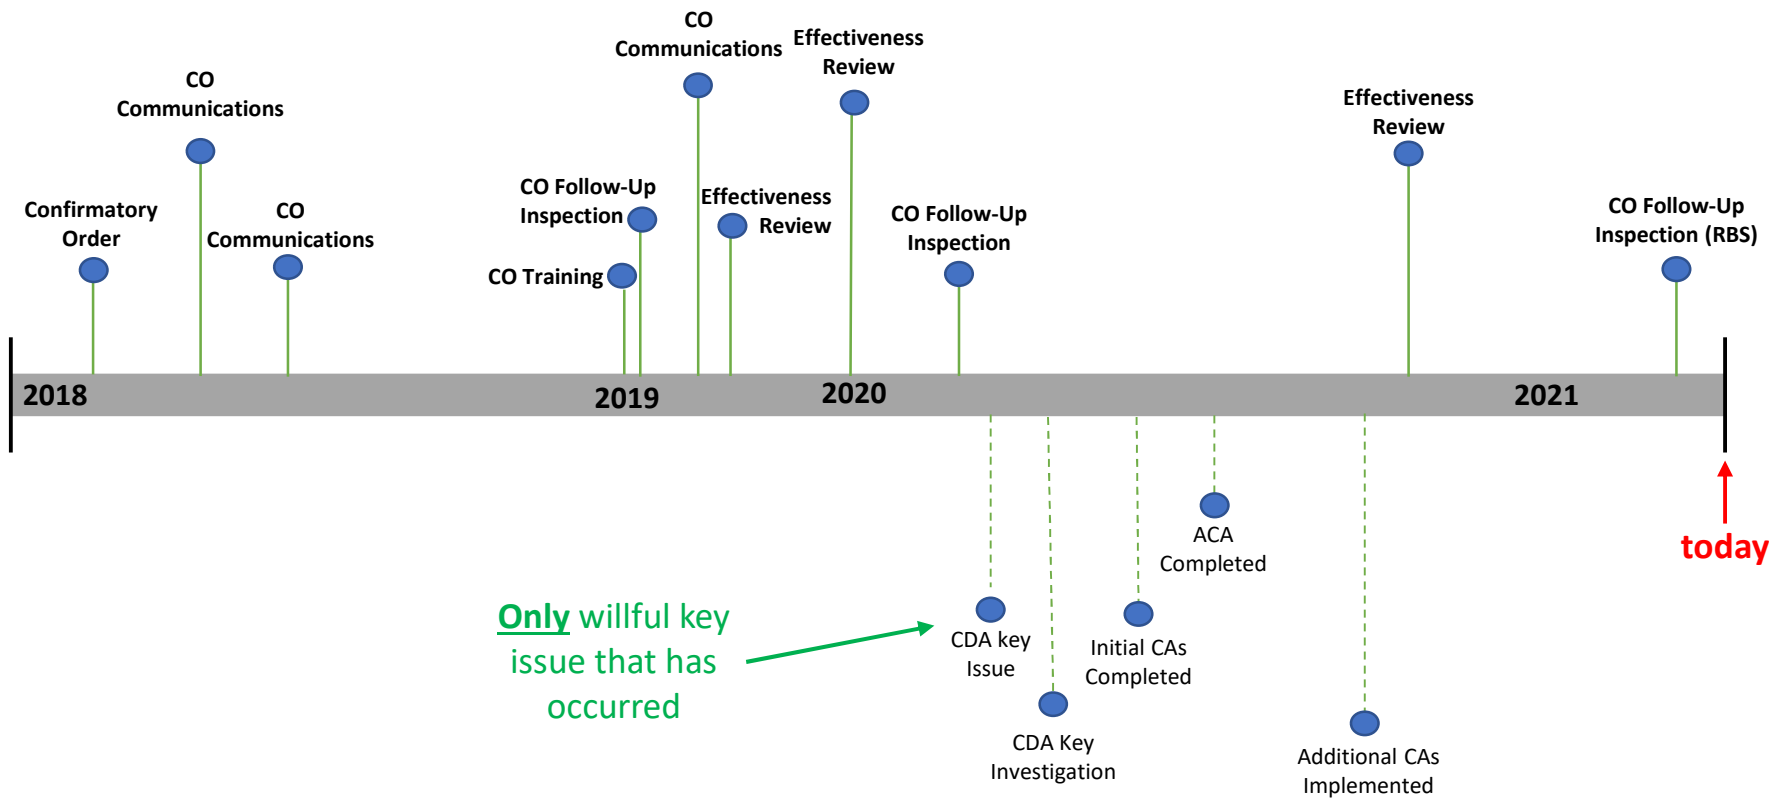 CO
Communications
Effectiveness
Review
CO
Communications
Effectiveness
Review
Confirmatory
Order
CO
Communications
CO Follow-Up
Inspection
Effectiveness
Review
CO Follow-Up
Inspection
CO Follow-Up
Inspection (RBS)
CO Training
2018
2019
2020
2021
today
ACA
Completed
Only willful key
issue that has
occurred
CDA key
Issue
Initial CAs
Completed
CDA Key
Investigation
Additional CAs
Implemented